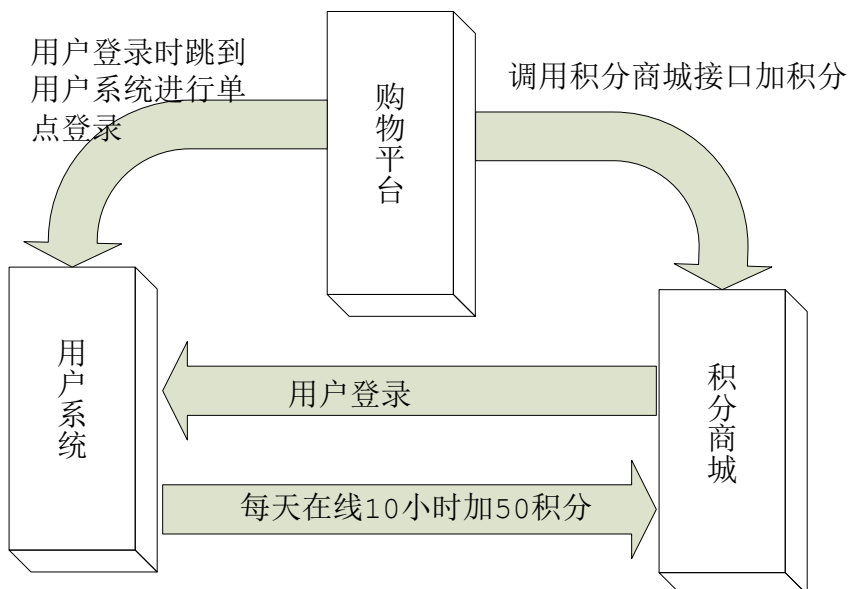 用户登录时跳到
用户系统进行单
点登录
购物平台
调用积分商城接口加积分
用户系统
用户登录
积分商城
每天在线10小时加50积分